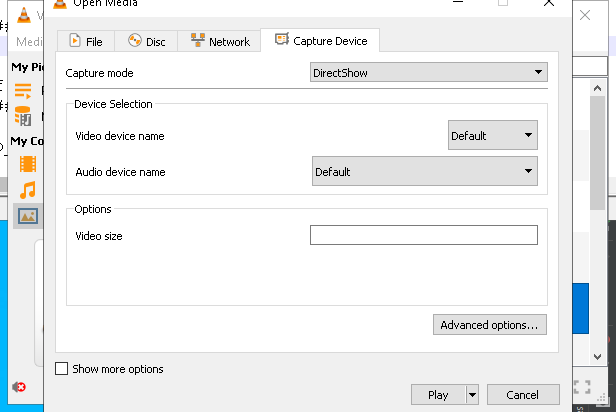 Open Media
V
Medi
File
Disc
Network
Capture Device
My Pi
Capture mode
DirectShow
Device Selection
Video device name
Default
My Co
Audio device name
Default
Options
Video size
Advanced options...
Show more options
Play
Cancel